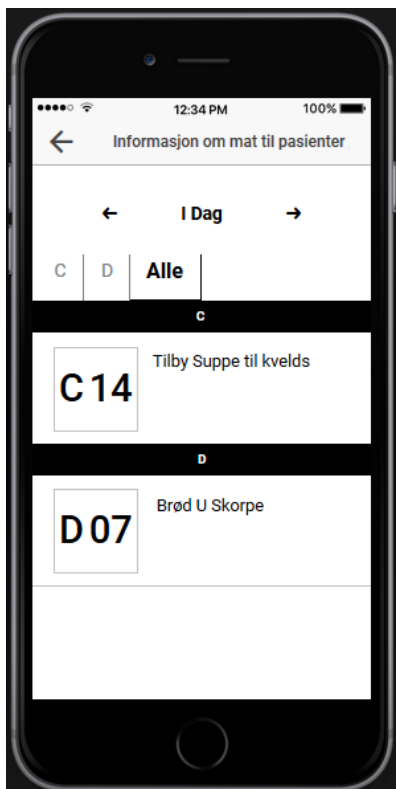 12:34 PM 100%
Informasjon om mat til pasienter
← I Dag →
C D Alle
C
C 14 Tilby Suppe til kvelds
D
D 07 Brød U Skorpe